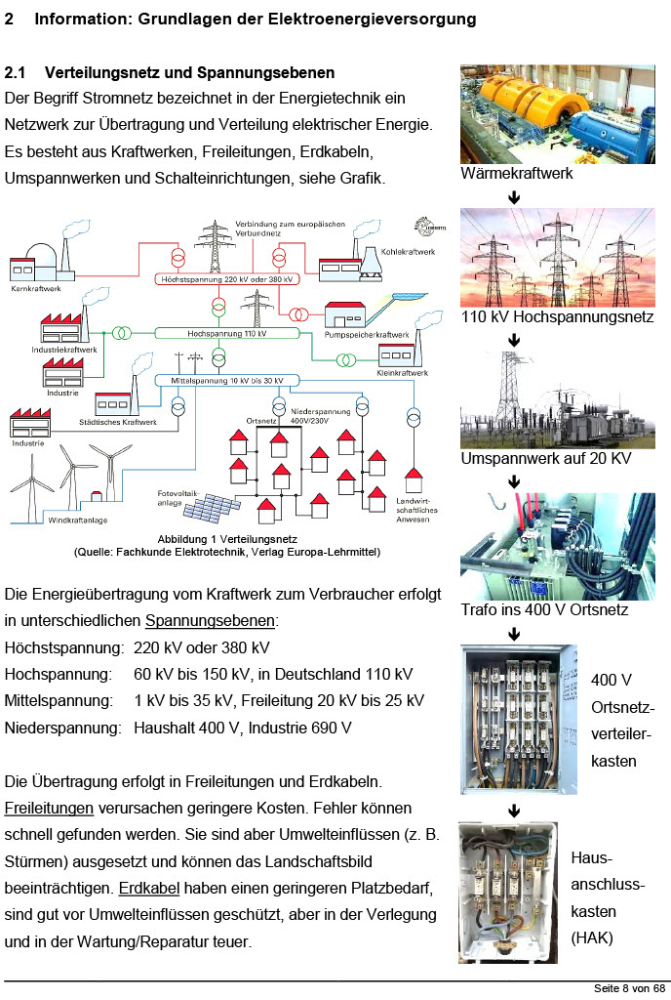 2 Information: Grundlagen der Elektroenergieversorgung
2.1 Verteilungsnetz und Spannungsebenen
Der Begriff Stromnetz bezeichnet in der Energietechnik ein
Netzwerk zur Übertragung und Verteilung elektrischer Energie.
Es besteht aus Kraftwerken, Freileitungen, Erdkabeln,
Umspannwerken und Schalteinrichtungen, siehe Grafik.
Verbindung zum europäischen
Verbundnetz
Kernkraftwerk
Kohlekraftwerk
Höchstspannung 220 kV oder 380 kV
Industriekraftwerk
Hochspannung 110 kV
Pumpspeicherkraftwerk
Industrie
Kleinkraftwerk
Mittelspannung 10 kV bis 30 kV
Städtisches Kraftwerk
Industrie
Ortsnetz
Niederspannung
400V/230V
Fotovoltaik-
anlage
Windkraftanlage
Landwirt-
schaftliches
Anwesen
Abbildung 1 Verteilungsnetz
(Quelle: Fachkunde Elektrotechnik, Verlag Europa-Lehrmittel)
Die Energieübertragung vom Kraftwerk zum Verbraucher erfolgt
in unterschiedlichen Spannungsebenen:
Höchstspannung: 220 kV oder 380 kV
Hochspannung: 60 kV bis 150 kV, in Deutschland 110 kV
Mittelspannung: 1 kV bis 35 kV, Freileitung 20 kV bis 25 kV
Niederspannung: Haushalt 400 V, Industrie 690 V
Die Übertragung erfolgt in Freileitungen und Erdkabeln.
Freileitungen verursachen geringere Kosten. Fehler können
schnell gefunden werden. Sie sind aber Umwelteinflüssen (z. B.
Stürmen) ausgesetzt und können das Landschaftsbild
beeinträchtigen. Erdkabel haben einen geringeren Platzbedarf,
sind gut vor Umwelteinflüssen geschützt, aber in der Verlegung
und in der Wartung/Reparatur teuer.
Wärmekraftwerk
110 kV Hochspannungsnetz
Umspannwerk auf 20 KV
Trafo ins 400 V Ortsnetz
400 V
Ortsnetz-
verteiler-
kasten
Haus-
anschluss-
kasten
(HAK)
Seite 8 von 68